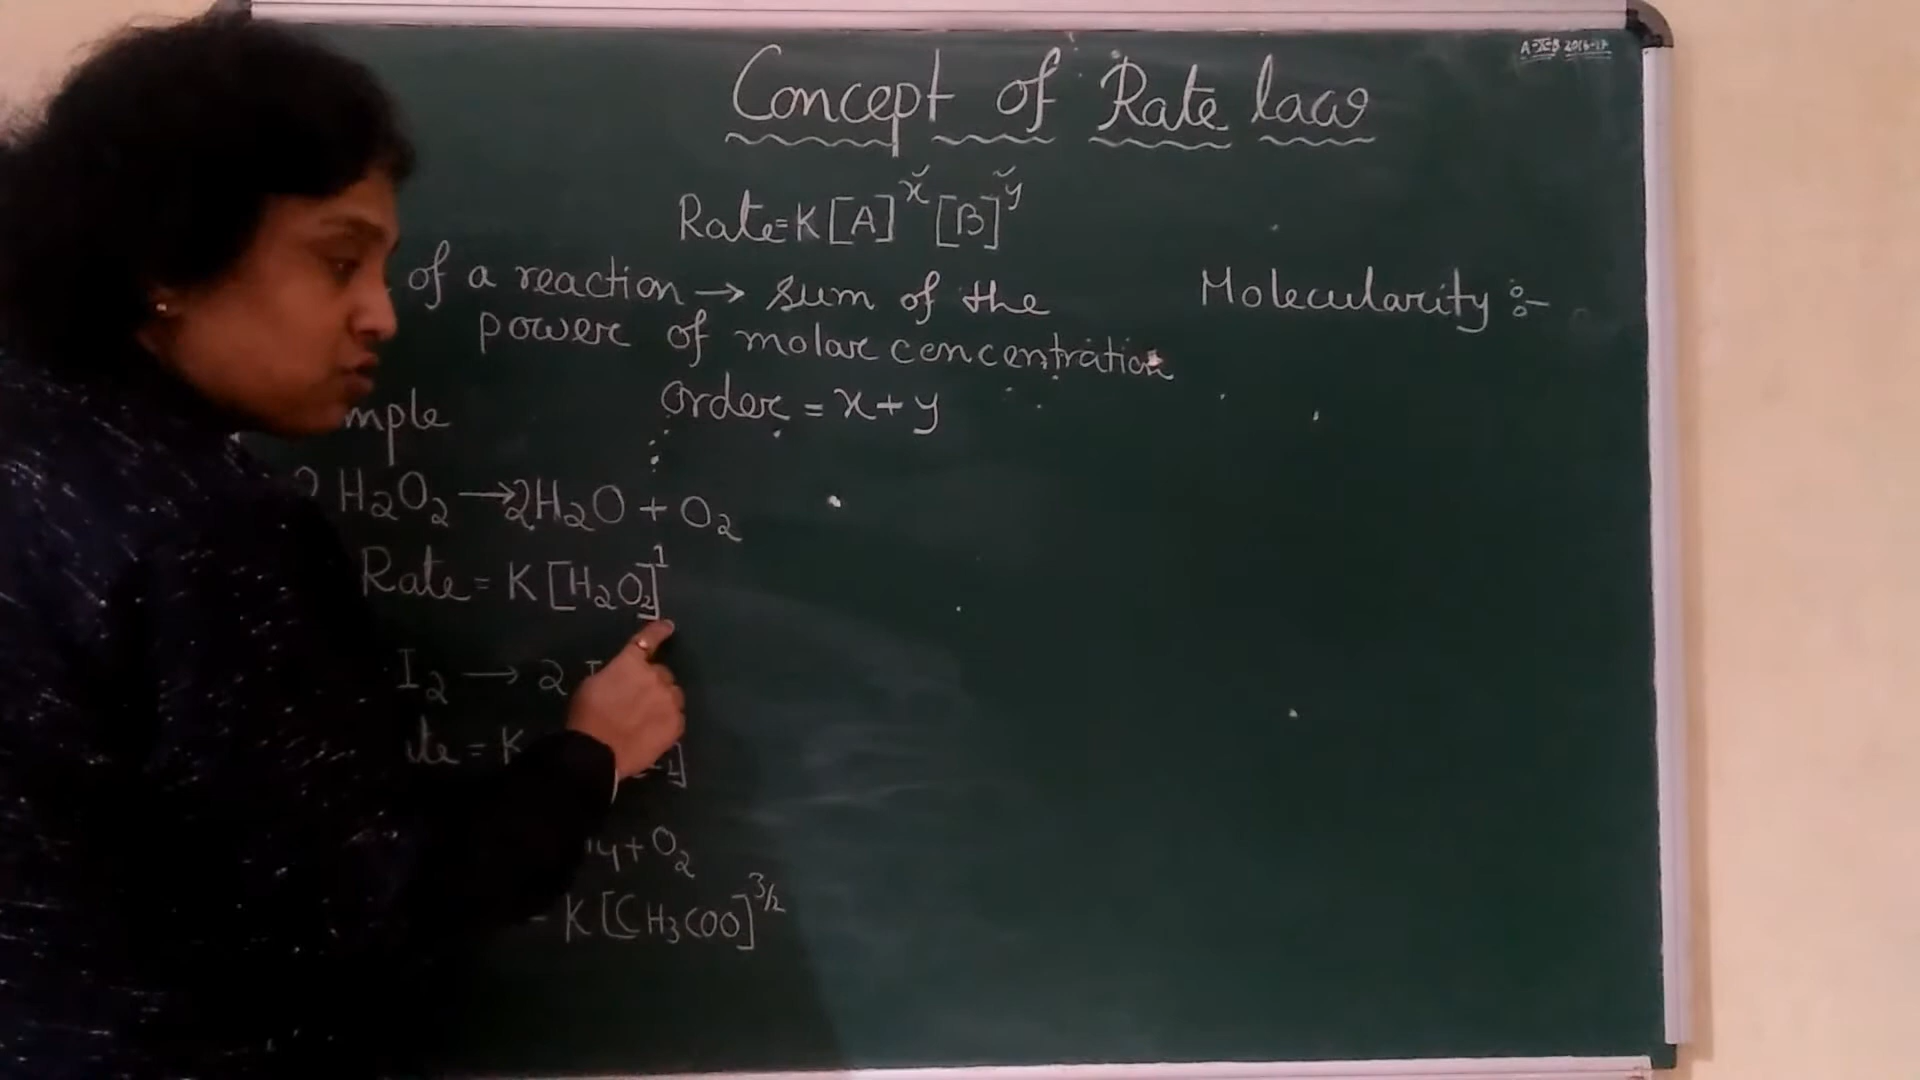 Concept of Rate law
Rate=K[A]ˣ[B]ʸ
of a reaction → sum of the
power of molar concentration
order = x+y
H₂O₂ → 2H₂O + O₂
Rate = K[H₂O₂]¹
I₂ → 2
= K
+ O₂
K[CH₃COO]^3/2
Molecularity :-